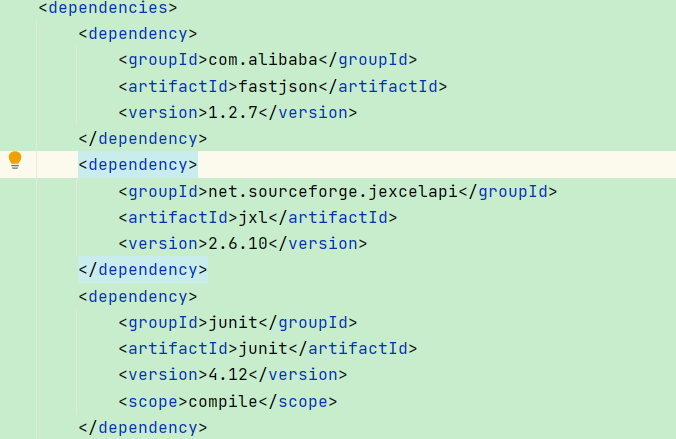 <dependencies>
<dependency>
<groupId>com.alibaba</groupId>
<artifactId>fastjson</artifactId>
<version>1.2.7</version>
</dependency>
<dependency>
<groupId>net.sourceforge.jexcelapi</groupId>
<artifactId>jxl</artifactId>
<version>2.6.10</version>
</dependency>
<dependency>
<groupId>junit</groupId>
<artifactId>junit</artifactId>
<version>4.12</version>
<scope>compile</scope>
</dependency>